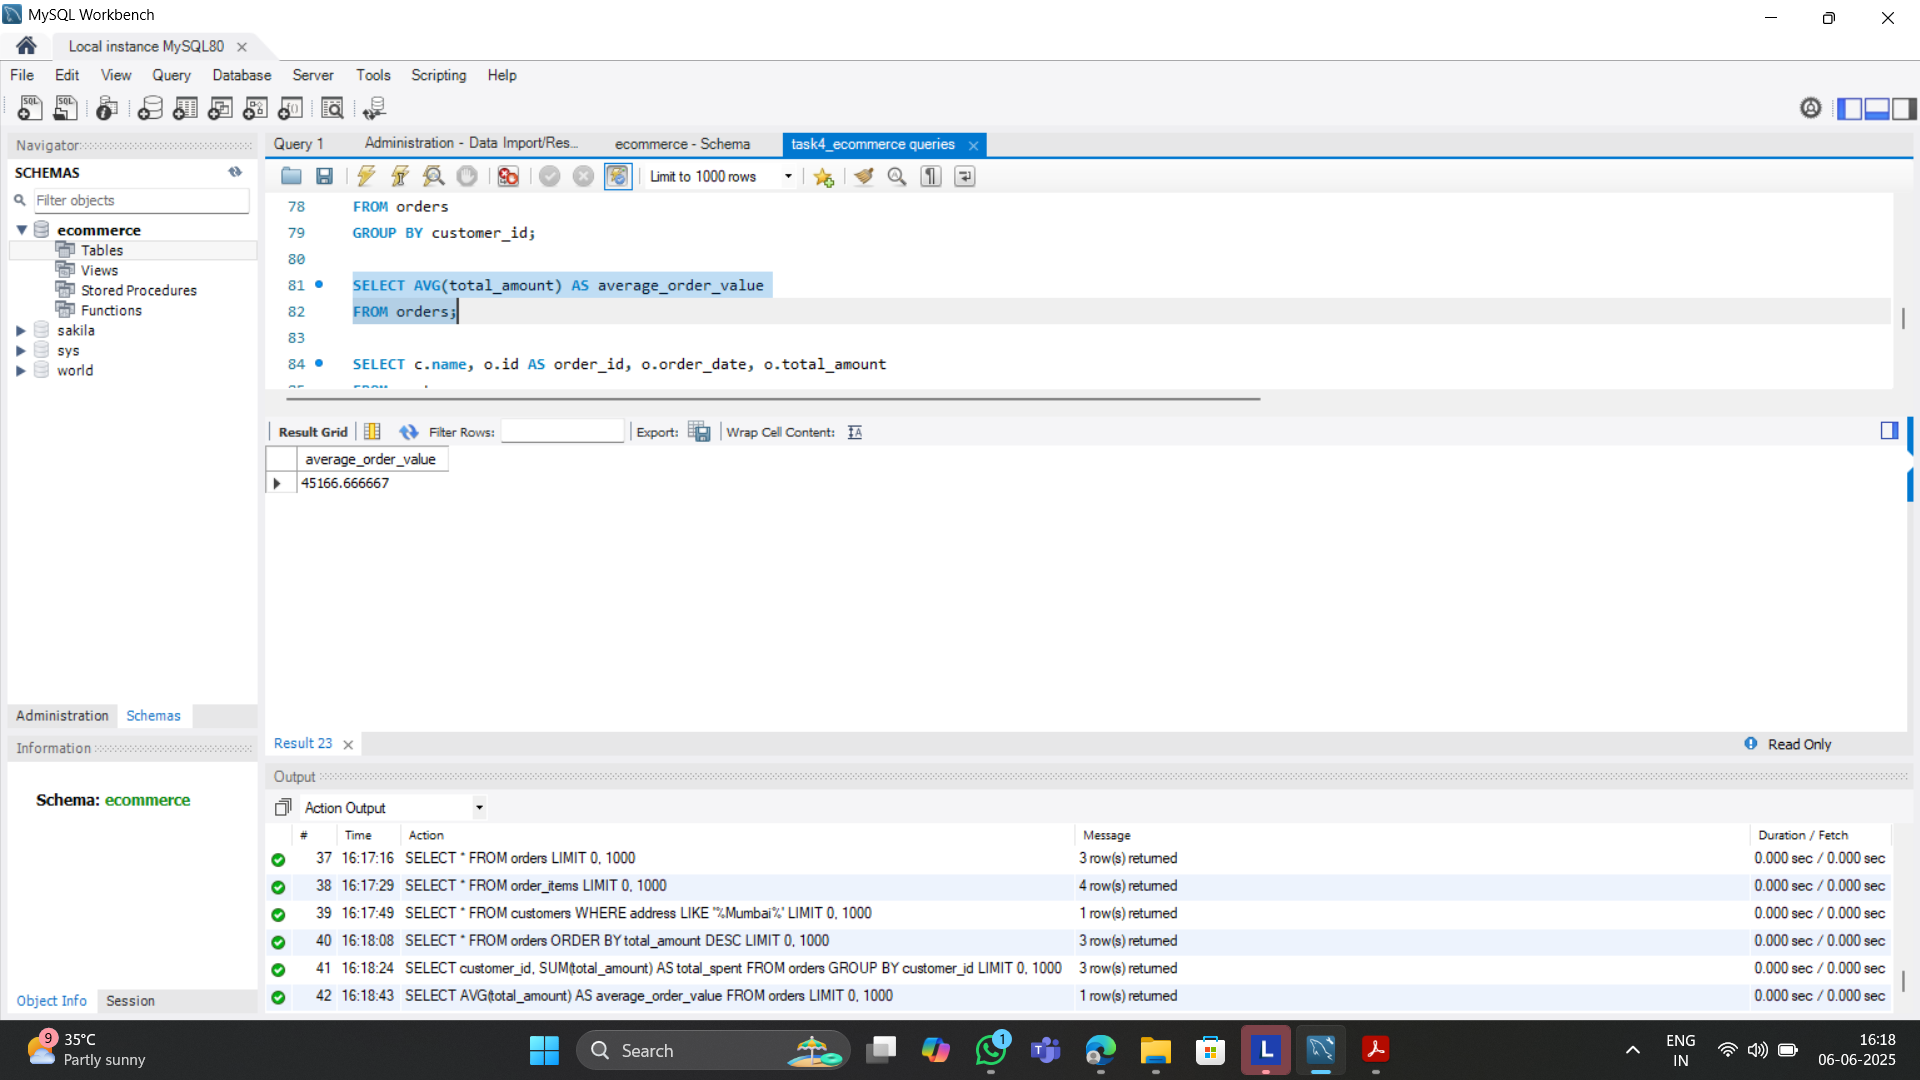 MySQL Workbench
Local instance MySQL80
File Edit View Query Database Server Tools Scripting Help
Navigator
SCHEMAS
Filter objects
ecommerce
Tables
Views
Stored Procedures
Functions
sakila
sys
world
Administration Schemas
Information
Schema: ecommerce
Object Info Session
Query 1 Administration - Data Import/Res... ecommerce - Schema task4_ecommerce queries
Limit to 1000 rows
78 FROM orders
79 GROUP BY customer_id;
80
81 SELECT AVG(total_amount) AS average_order_value
82 FROM orders;
83
84 SELECT c.name, o.id AS order_id, o.order_date, o.total_amount
Result Grid Filter Rows: Export: Wrap Cell Content:
average_order_value
45166.666667
Result 23 Read Only
Output
Action Output
# Time Action Message Duration / Fetch
37 16:17:16 SELECT * FROM orders LIMIT 0, 1000 3 row(s) returned 0.000 sec / 0.000 sec
38 16:17:29 SELECT * FROM order_items LIMIT 0, 1000 4 row(s) returned 0.000 sec / 0.000 sec
39 16:17:49 SELECT * FROM customers WHERE address LIKE '%Mumbai%' LIMIT 0, 1000 1 row(s) returned 0.000 sec / 0.000 sec
40 16:18:08 SELECT * FROM orders ORDER BY total_amount DESC LIMIT 0, 1000 3 row(s) returned 0.000 sec / 0.000 sec
41 16:18:24 SELECT customer_id, SUM(total_amount) AS total_spent FROM orders GROUP BY customer_id LIMIT 0, 1000 3 row(s) returned 0.000 sec / 0.000 sec
42 16:18:43 SELECT AVG(total_amount) AS average_order_value FROM orders LIMIT 0, 1000 1 row(s) returned 0.000 sec / 0.000 sec
9 35°C
Partly sunny
Search
1
L
ENG
IN
16:18
06-06-2025